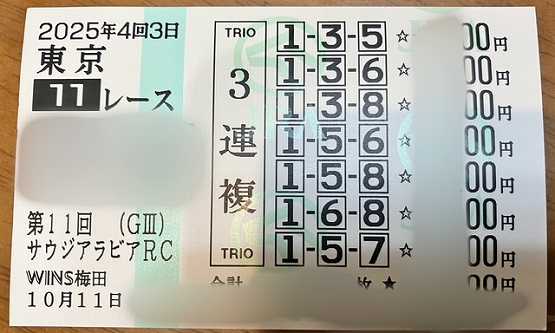 2025年4回3日
東京
11レース
第11回 (GⅢ)
サウジアラビアRC
WINS梅田
10月11日
TRIO
3連複
TRIO
1-3-5 ☆ 00円
1-3-6 ☆ 00円
1-3-8 ☆ 00円
1-5-6 ☆ 00円
1-5-8 ☆ 00円
1-6-8 ☆ 00円
1-5-7 ☆ 00円
★ 00円